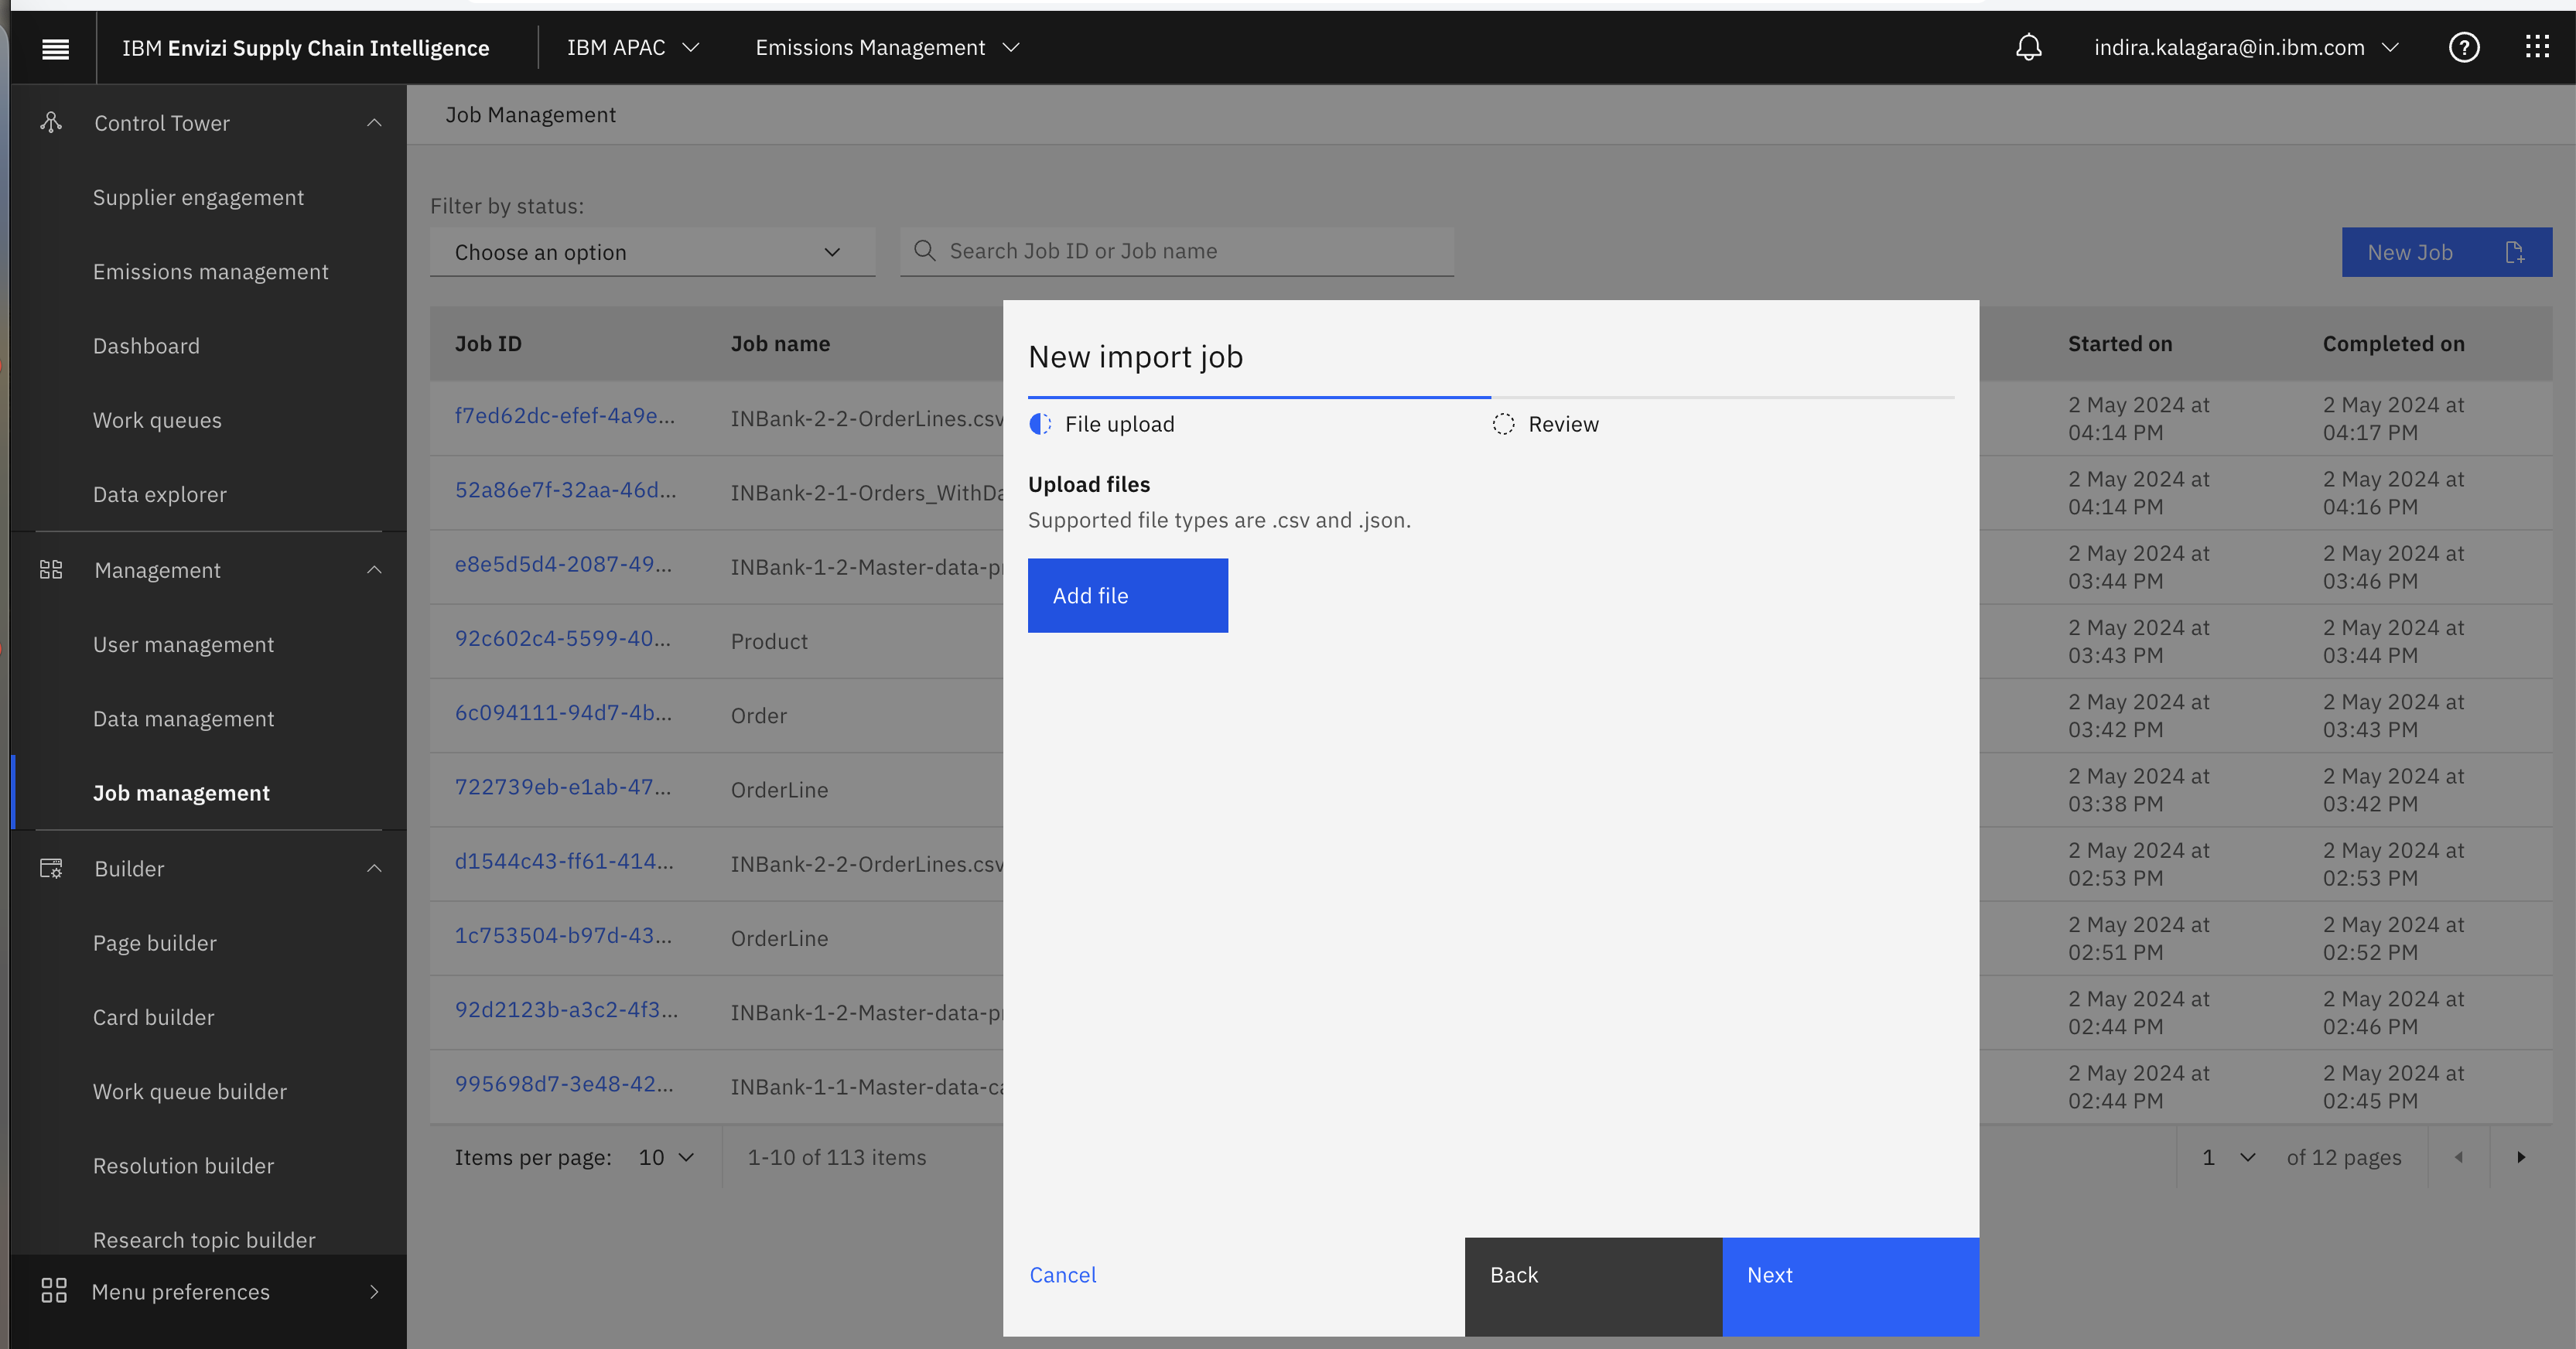 IBM Envizi Supply Chain Intelligence
IBM APAC
Emissions Management
indira.kalagara@in.ibm.com
Control Tower
Supplier engagement
Emissions management
Dashboard
Work queues
Data explorer
Management
User management
Data management
Job management
Builder
Page builder
Card builder
Work queue builder
Resolution builder
Research topic builder
Menu preferences
Job Management
Filter by status:
Choose an option
Search Job ID or Job name
New Job
Job ID
Job name
Started on
Completed on
f7ed62dc-efef-4a9e...
INBank-2-2-OrderLines.csv
2 May 2024 at
04:14 PM
2 May 2024 at
04:17 PM
52a86e7f-32aa-46d...
INBank-2-1-Orders_WithDa
2 May 2024 at
04:14 PM
2 May 2024 at
04:16 PM
e8e5d5d4-2087-49...
INBank-1-2-Master-data-pr
2 May 2024 at
03:44 PM
2 May 2024 at
03:46 PM
92c602c4-5599-40...
Product
2 May 2024 at
03:43 PM
2 May 2024 at
03:44 PM
6c094111-94d7-4b...
Order
2 May 2024 at
03:42 PM
2 May 2024 at
03:43 PM
722739eb-e1ab-47...
OrderLine
2 May 2024 at
03:38 PM
2 May 2024 at
03:42 PM
d1544c43-ff61-414...
INBank-2-2-OrderLines.csv
2 May 2024 at
02:53 PM
2 May 2024 at
02:53 PM
1c753504-b97d-43...
OrderLine
2 May 2024 at
02:51 PM
2 May 2024 at
02:52 PM
92d2123b-a3c2-4f3...
INBank-1-2-Master-data-pr
2 May 2024 at
02:44 PM
2 May 2024 at
02:46 PM
995698d7-3e48-42...
INBank-1-1-Master-data-ca
2 May 2024 at
02:44 PM
2 May 2024 at
02:45 PM
Items per page: 10
1-10 of 113 items
1 of 12 pages
New import job
File upload
Review
Upload files
Supported file types are .csv and .json.
Add file
Cancel
Back
Next